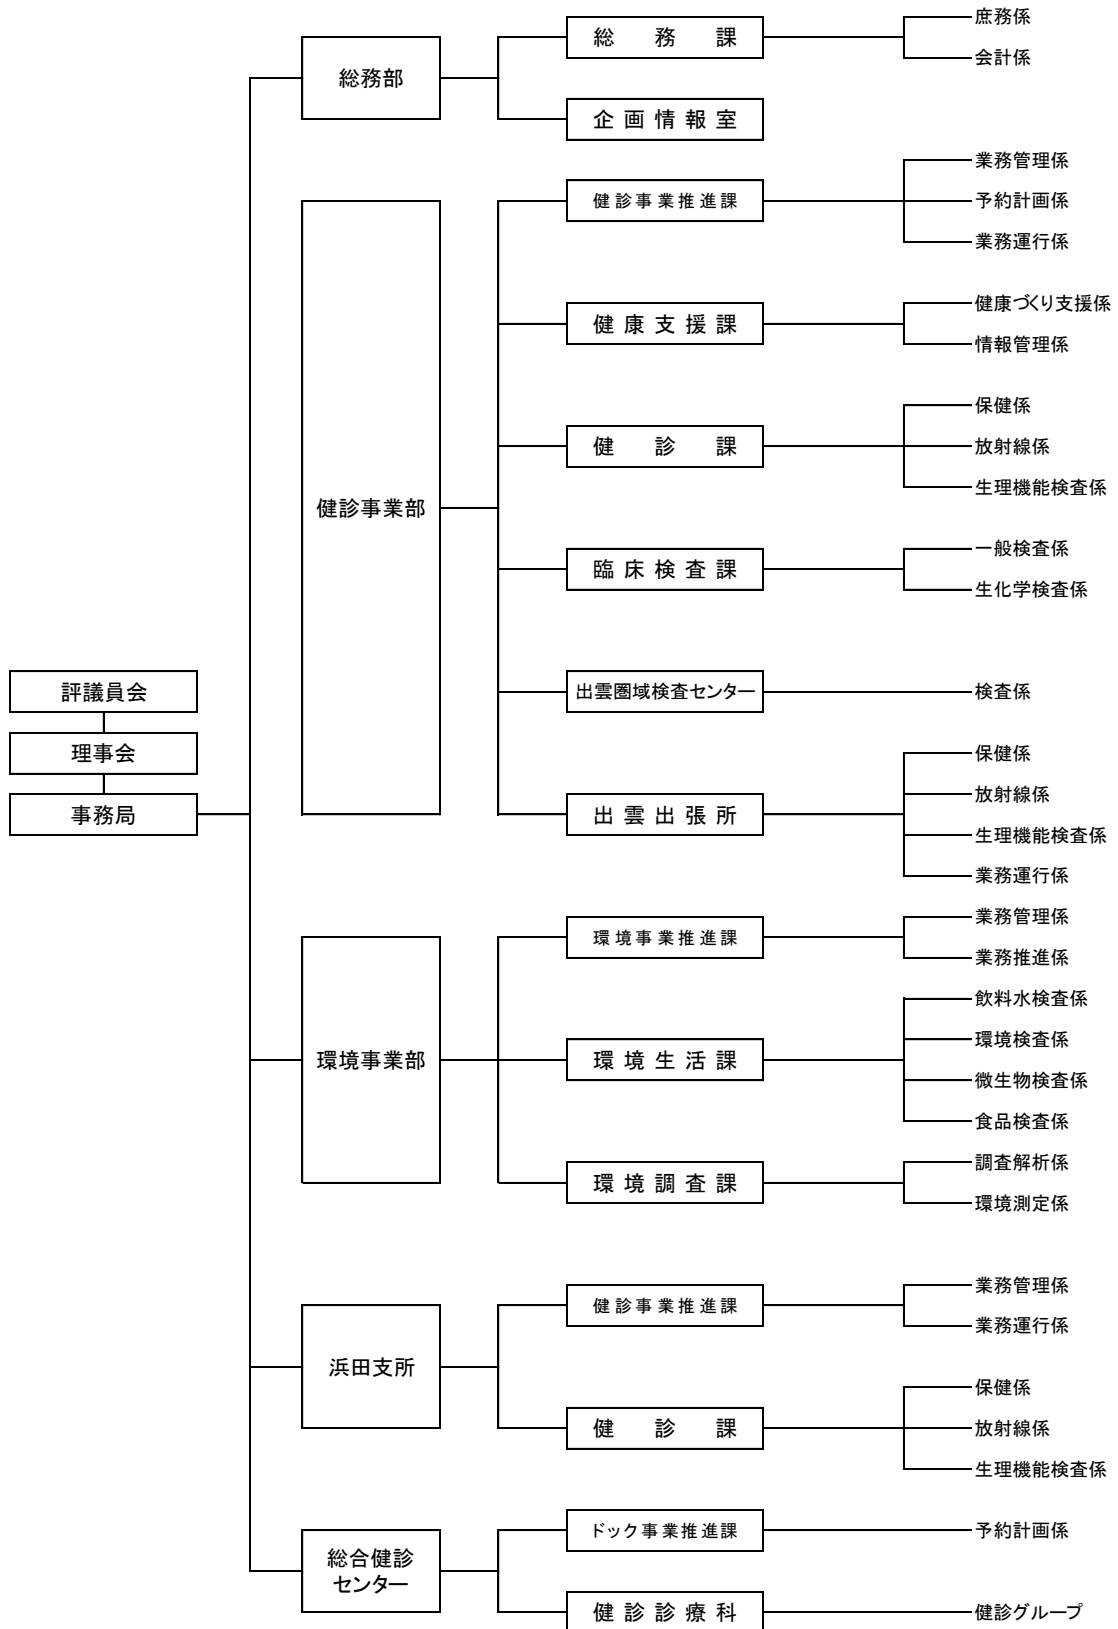 評議員会
理事会
事務局
総務部
総務課
庶務係
会計係
企画情報室
健診事業部
健診事業推進課
業務管理係
予約計画係
業務運行係
健康支援課
健康づくり支援係
情報管理係
健診課
保健係
放射線係
生理機能検査係
臨床検査課
一般検査係
生化学検査係
出雲圏域検査センター
検査係
出雲出張所
保健係
放射線係
生理機能検査係
業務運行係
環境事業部
環境事業推進課
業務管理係
業務推進係
環境生活課
飲料水検査係
環境検査係
微生物検査係
食品検査係
環境調査課
調査解析係
環境測定係
浜田支所
健診事業推進課
業務管理係
業務運行係
健診課
保健係
放射線係
生理機能検査係
総合健診
センター
ドック事業推進課
予約計画係
健診診療科
健診グループ